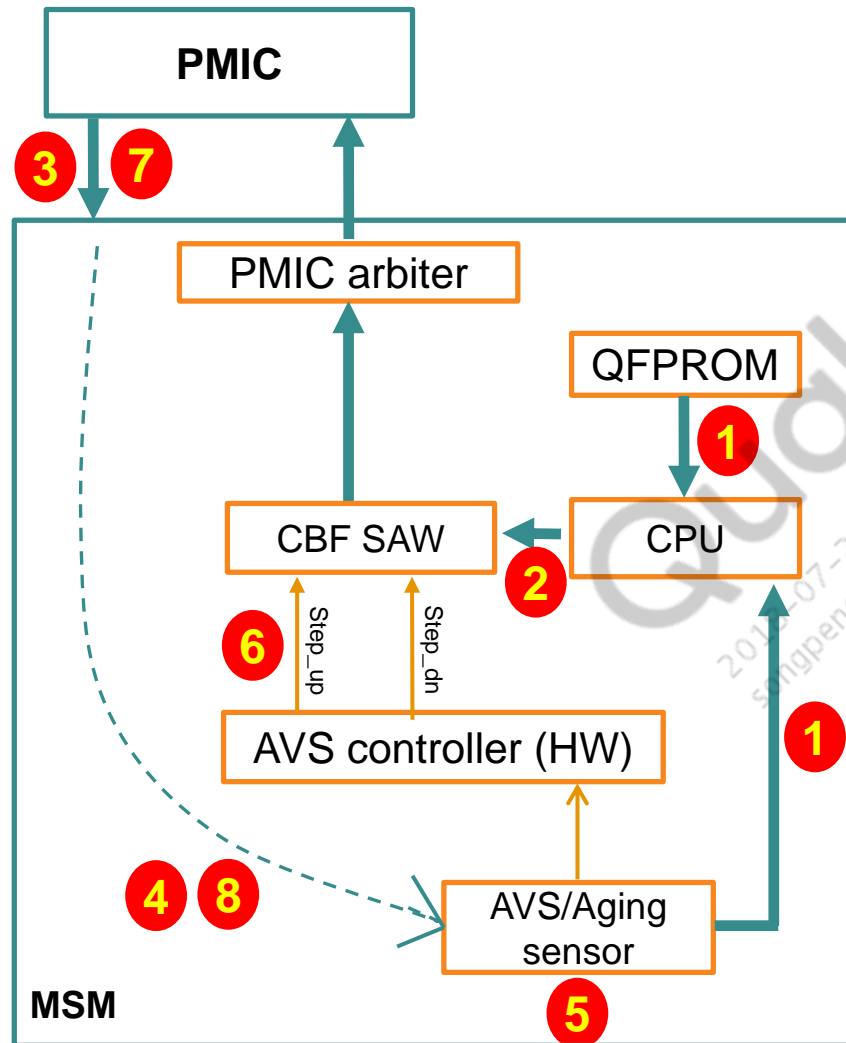 PMIC
3
7
PMIC arbiter
QFPROM
1
CBF SAW
CPU
2
6
Step_up
Step_dn
AVS controller (HW)
1
4
8
AVS/Aging
sensor
MSM
5